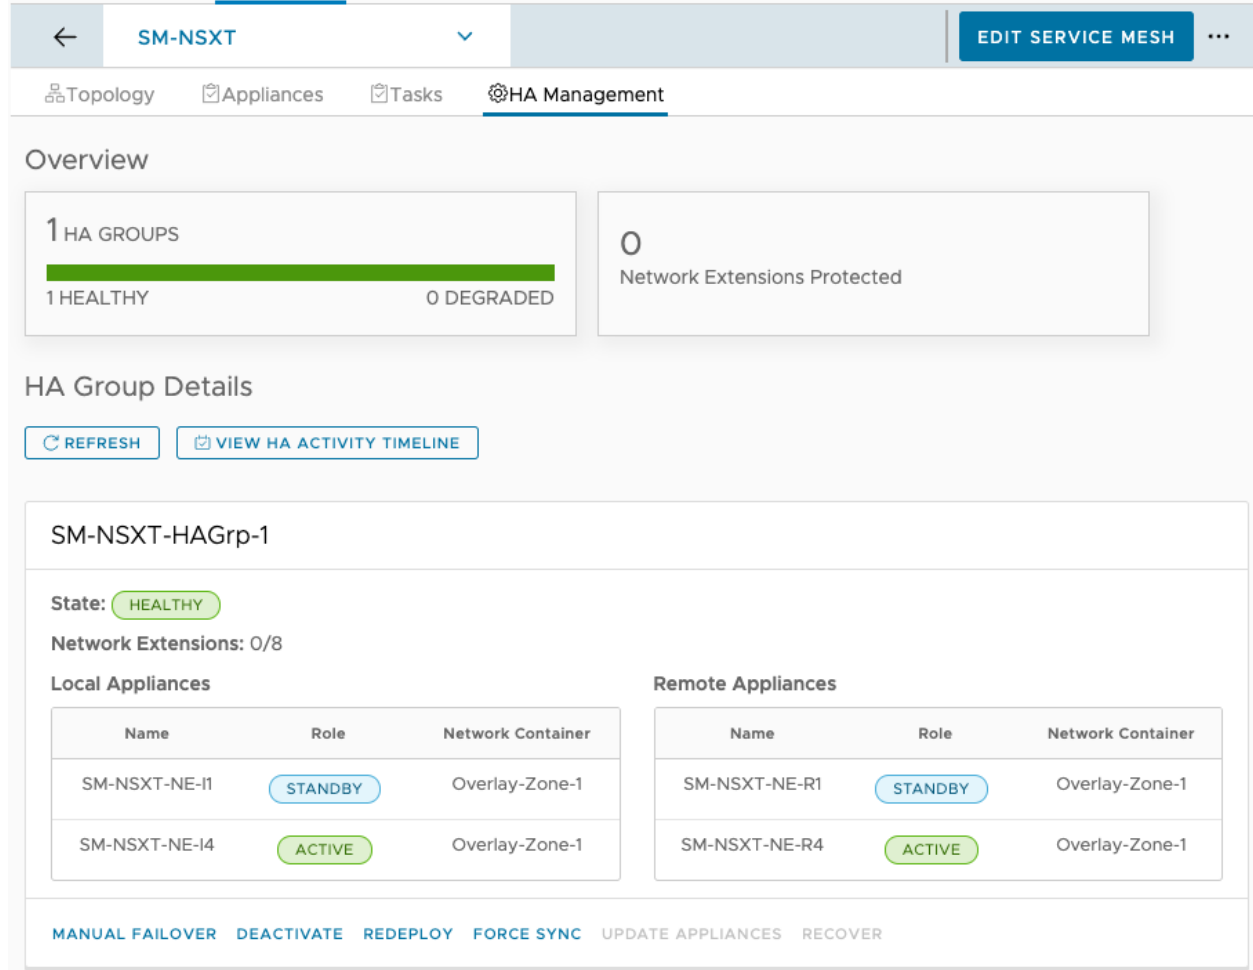 SM-NSXT
EDIT SERVICE MESH
Topology Appliances Tasks HA Management
Overview
1 HA GROUPS
1 HEALTHY 0 DEGRADED
0
Network Extensions Protected
HA Group Details
REFRESH VIEW HA ACTIVITY TIMELINE
SM-NSXT-HAGrp-1
State: HEALTHY
Network Extensions: 0/8
Local Appliances
Name Role Network Container
SM-NSXT-NE-I1 STANDBY Overlay-Zone-1
SM-NSXT-NE-I4 ACTIVE Overlay-Zone-1
Remote Appliances
Name Role Network Container
SM-NSXT-NE-R1 STANDBY Overlay-Zone-1
SM-NSXT-NE-R4 ACTIVE Overlay-Zone-1
MANUAL FAILOVER DEACTIVATE REDEPLOY FORCE SYNC UPDATE APPLIANCES RECOVER